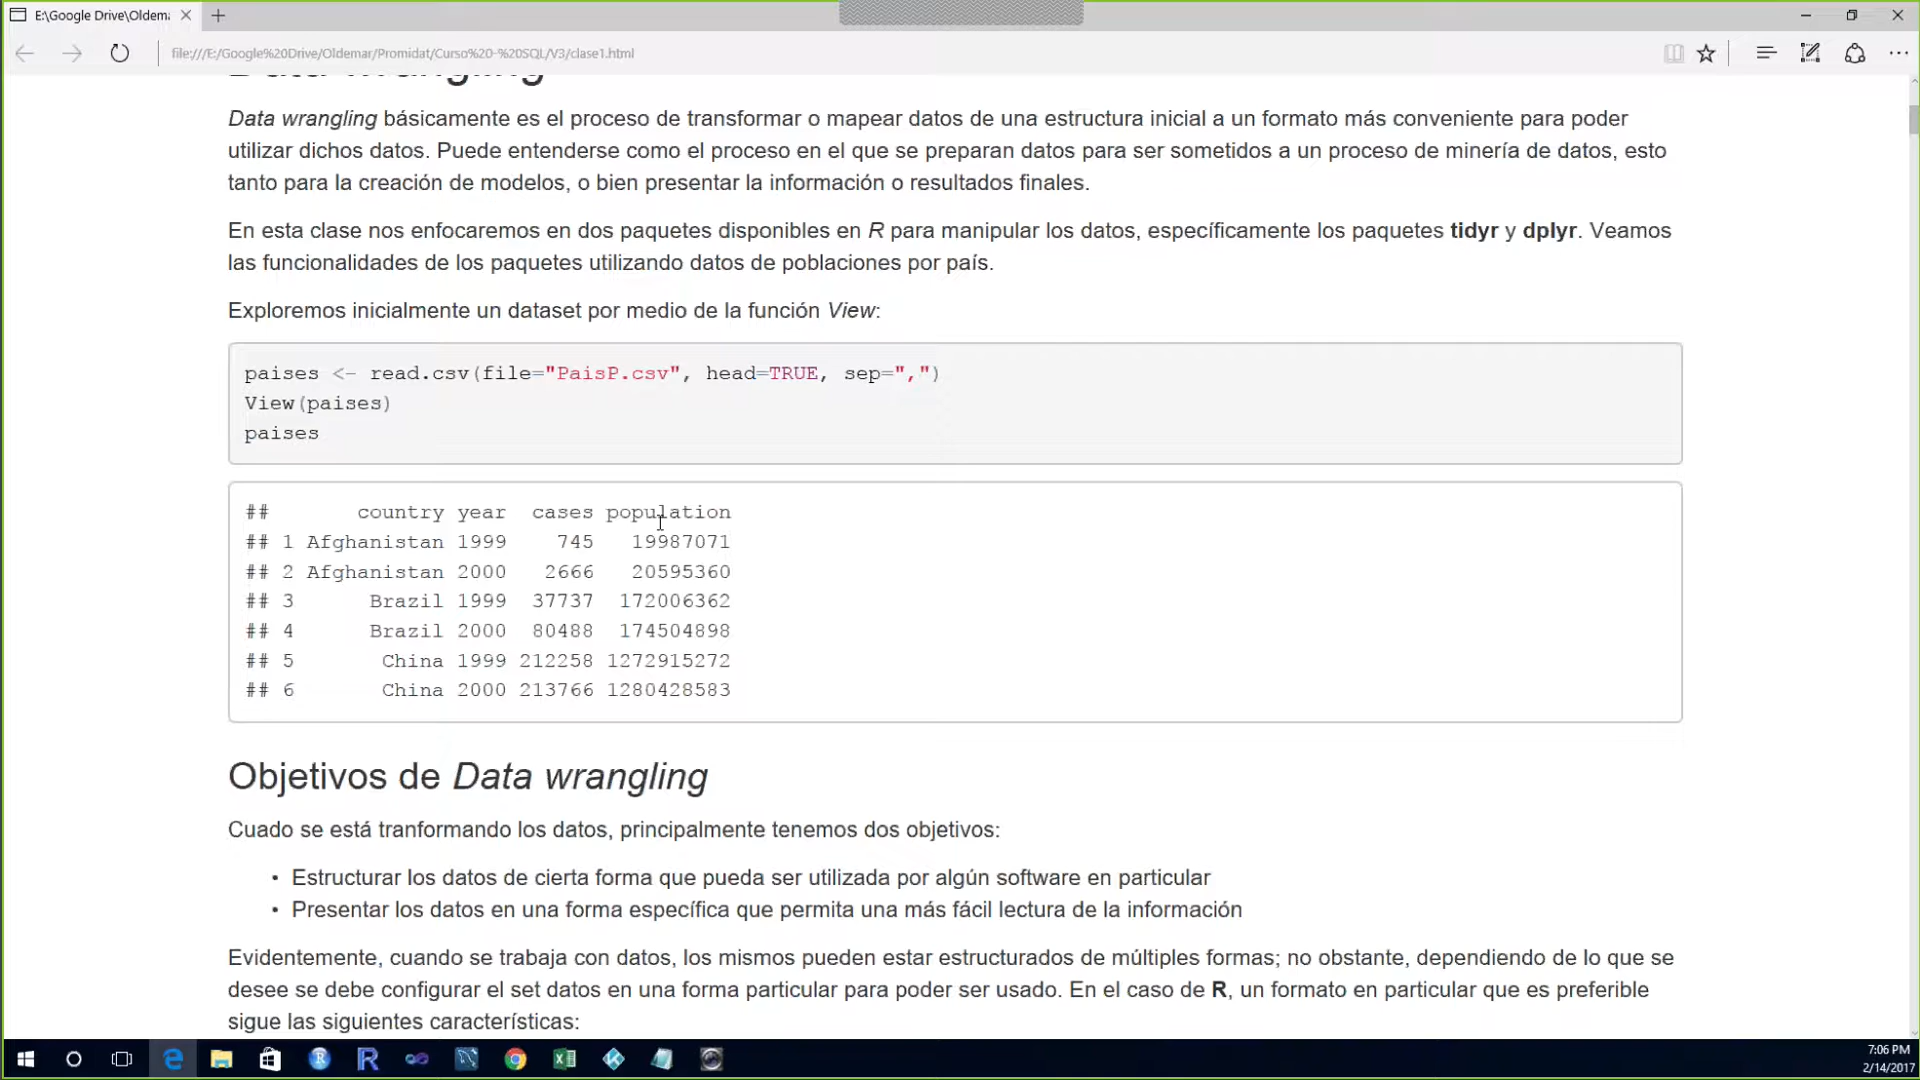 E:\Google Drive\Oldema
file:///E:/Google%20Drive/Oldemar/Promidat/Curso%20-%20SQL/V3/clase1.html
Data wrangling
Data wrangling básicamente es el proceso de transformar o mapear datos de una estructura inicial a un formato más conveniente para poder
utilizar dichos datos. Puede entenderse como el proceso en el que se preparan datos para ser sometidos a un proceso de minería de datos, esto
tanto para la creación de modelos, o bien presentar la información o resultados finales.
En esta clase nos enfocaremos en dos paquetes disponibles en R para manipular los datos, específicamente los paquetes tidyr y dplyr. Veamos
las funcionalidades de los paquetes utilizando datos de poblaciones por país.
Exploremos inicialmente un dataset por medio de la función View:
paises <- read.csv(file="PaisP.csv", head=TRUE, sep=",")
View(paises)
paises
## country year cases population
## 1 Afghanistan 1999 745 19987071
## 2 Afghanistan 2000 2666 20595360
## 3 Brazil 1999 37737 172006362
## 4 Brazil 2000 80488 174504898
## 5 China 1999 212258 1272915272
## 6 China 2000 213766 1280428583
Objetivos de Data wrangling
Cuado se está tranformando los datos, principalmente tenemos dos objetivos:
• Estructurar los datos de cierta forma que pueda ser utilizada por algún software en particular
• Presentar los datos en una forma específica que permita una más fácil lectura de la información
Evidentemente, cuando se trabaja con datos, los mismos pueden estar estructurados de múltiples formas; no obstante, dependiendo de lo que se
desee se debe configurar el set datos en una forma particular para poder ser usado. En el caso de R, un formato en particular que es preferible
sigue las siguientes características:
7:06 PM
2/14/2017